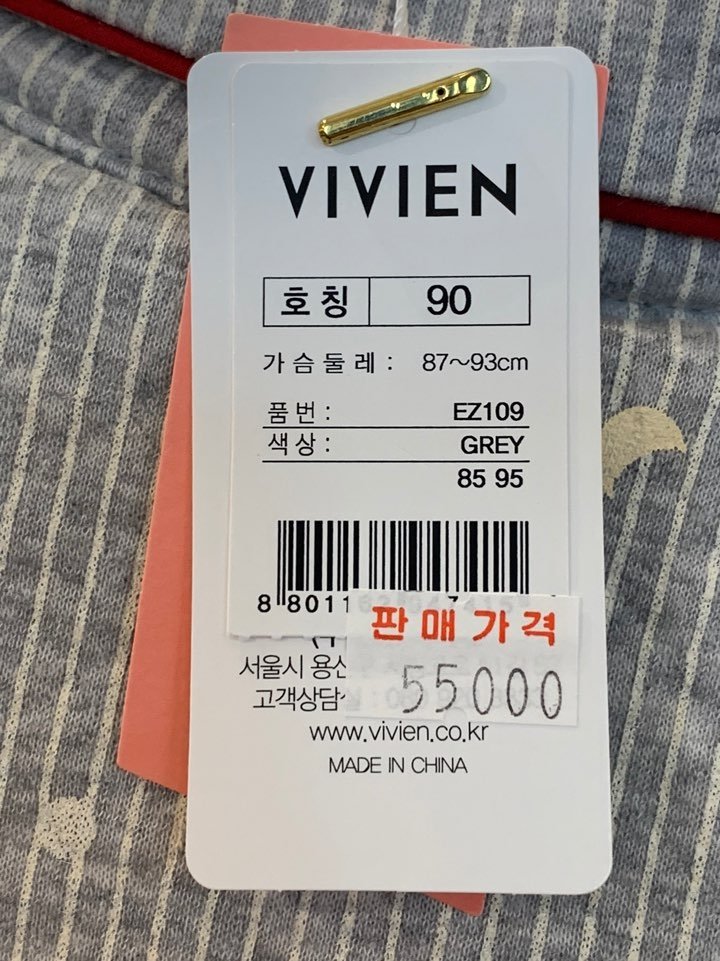 VIVIEN
호칭 90
가슴둘레 : 87~93cm
품번 : EZ109
색상 : GREY
85 95
8 8011
판매가격
55000
서울시 용산
고객상담
www.vivien.co.kr
MADE IN CHINA